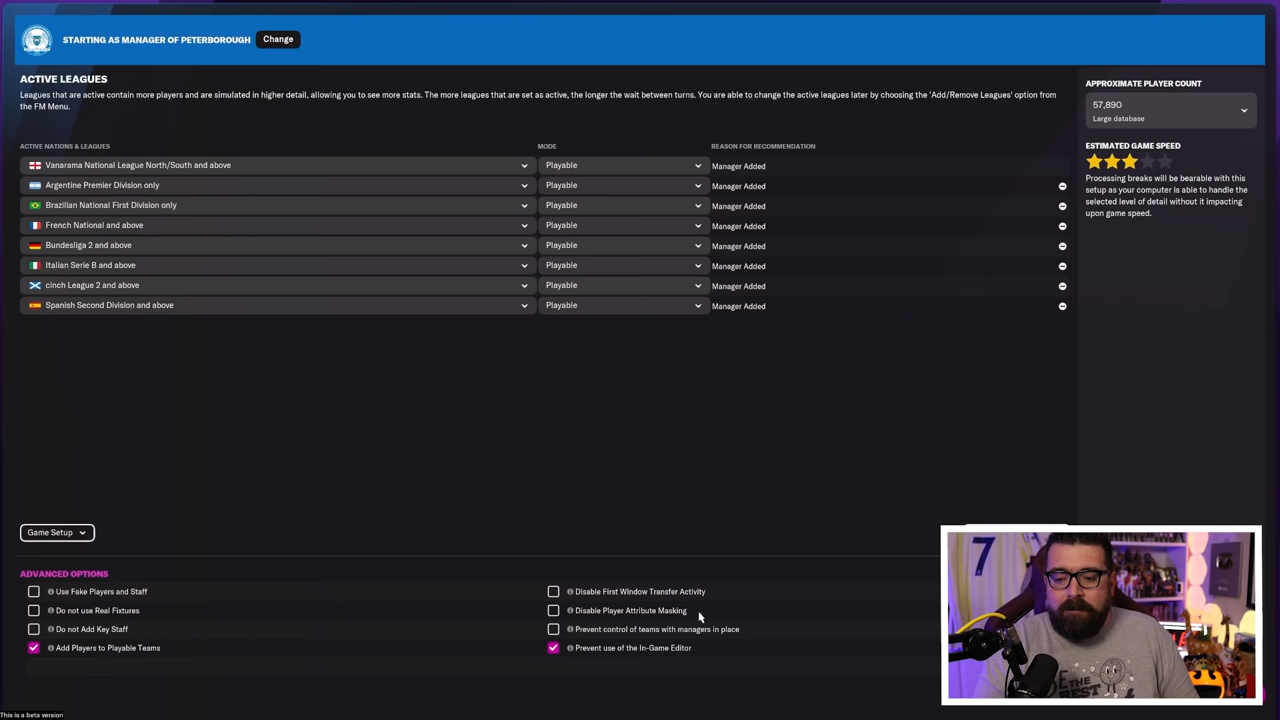 STARTING AS MANAGER OF PETERBOROUGH
Change
ACTIVE LEAGUES
Leagues that are active contain more players and are simulated in higher detail, allowing you to see more stats. The more leagues that are set as active, the longer the wait between turns. You are able to change the active leagues later by choosing the 'Add/Remove Leagues' option from
the FM Menu.
APPROXIMATE PLAYER COUNT
57,890
Large database
ESTIMATED GAME SPEED
Processing breaks will be bearable with this
setup as your computer is able to handle the
selected level of detail without it impacting
upon game speed.
ACTIVE NATIONS & LEAGUES MODE REASON FOR RECOMMENDATION
Vanarama National League North/South and above Playable Manager Added
Argentine Premier Division only Playable Manager Added
Brazilian National First Division only Playable Manager Added
French National and above Playable Manager Added
Bundesliga 2 and above Playable Manager Added
Italian Serie B and above Playable Manager Added
cinch League 2 and above Playable Manager Added
Spanish Second Division and above Playable Manager Added
Game Setup
ADVANCED OPTIONS
Use Fake Players and Staff Disable First Window Transfer Activity
Do not use Real Fixtures Disable Player Attribute Masking
Do not Add Key Staff Prevent control of teams with managers in place
Add Players to Playable Teams Prevent use of the In-Game Editor
7
THE BEST
This is a beta version